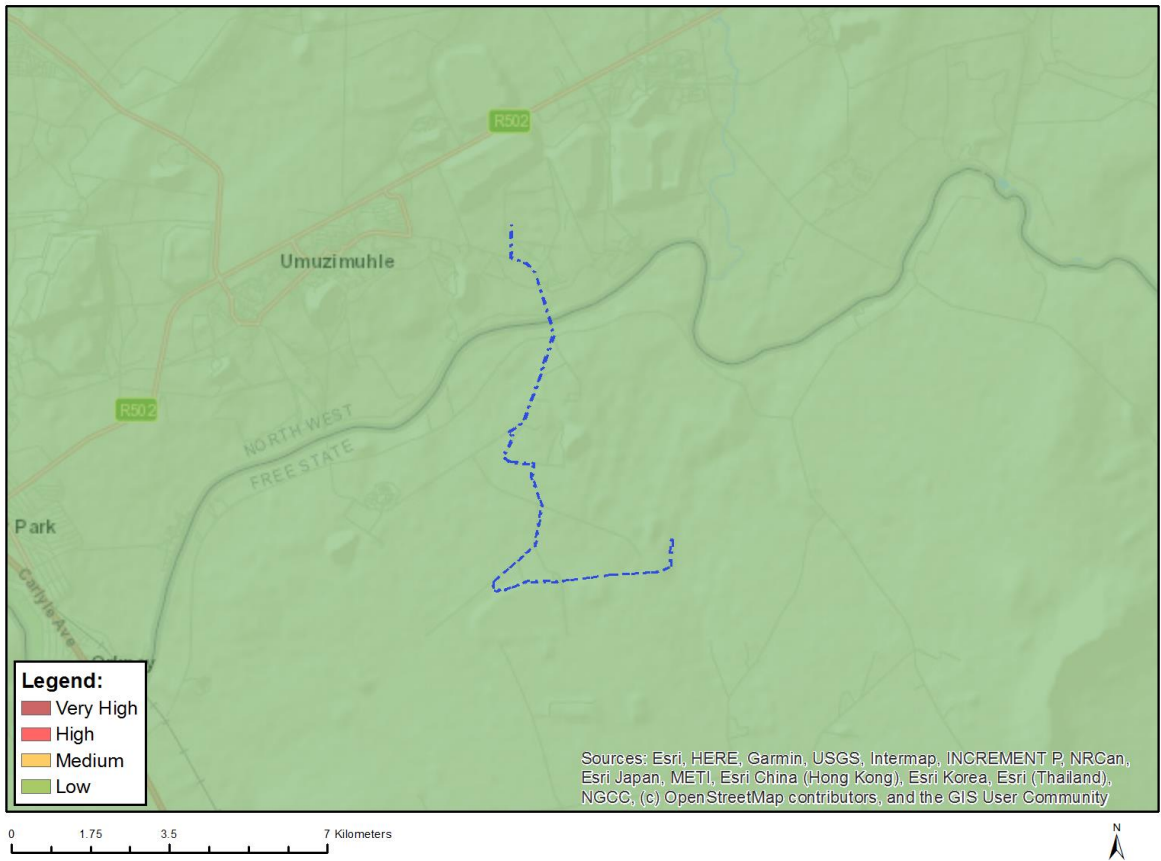 R502
Umuzimuhle
R502
NORTH WEST
FREE STATE
Park
Carlyle Ave
Legend:
Very High
High
Medium
Low
Sources: Esri, HERE, Garmin, USGS, Intermap, INCREMENT P, NRCan,
Esri Japan, METI, Esri China (Hong Kong), Esri Korea, Esri (Thailand),
NGCC, (c) OpenStreetMap contributors, and the GIS User Community
0 1.75 3.5 7 Kilometers
N